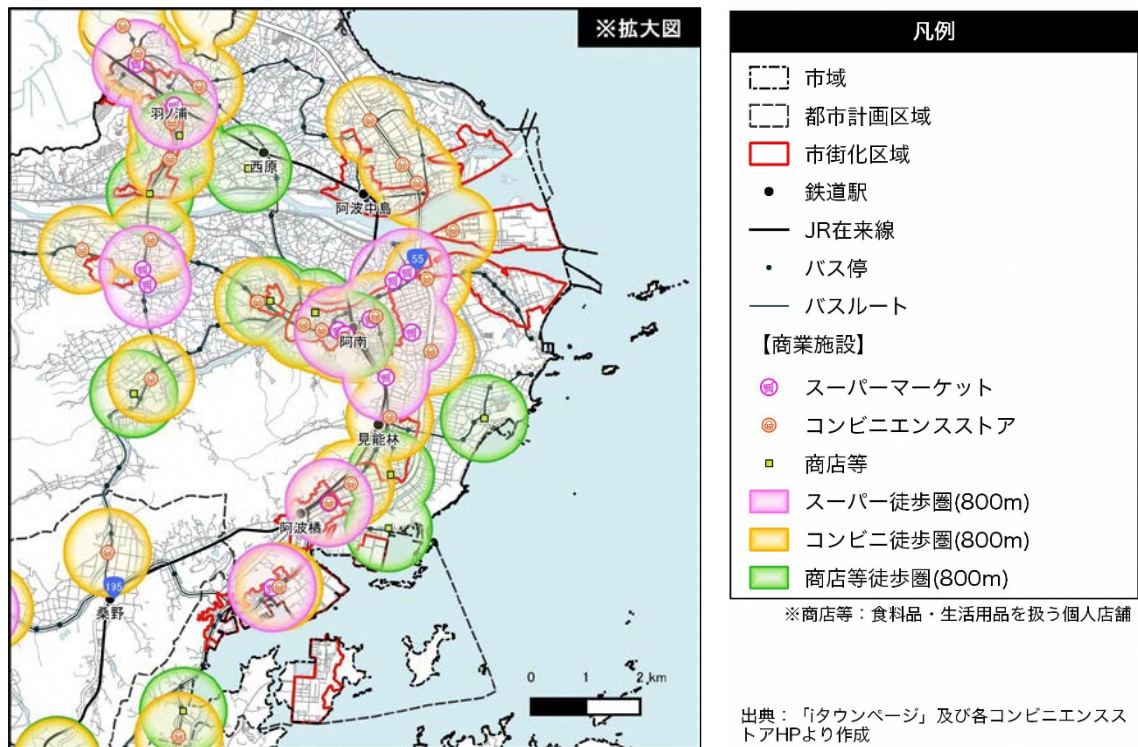 ※拡大図
羽ノ浦
西原
阿波中島
55
阿南
見能林
阿波橘
195
桑野
0 1 2 km
凡例
市域
都市計画区域
市街化区域
鉄道駅
JR在来線
バス停
バスルート
【商業施設】
スーパーマーケット
コンビニエンスストア
商店等
スーパー徒歩圏(800m)
コンビニ徒歩圏(800m)
商店等徒歩圏(800m)
※商店等：食料品・生活用品を扱う個人店舗
出典：「iタウンページ」及び各コンビニエンスス
トアHPより作成